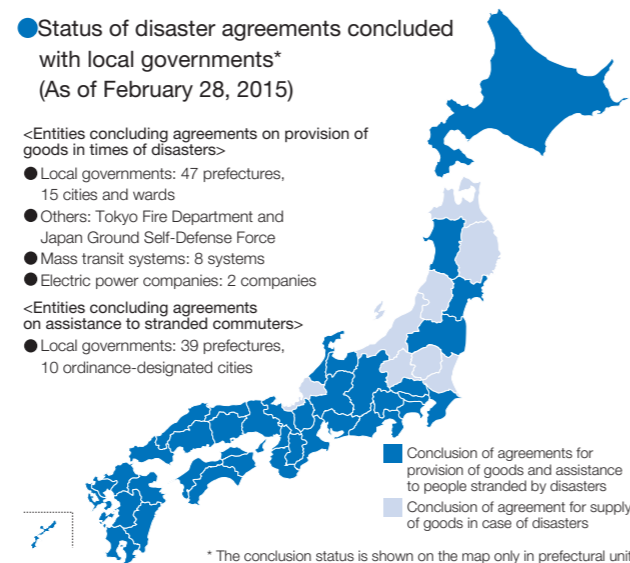 ●Status of disaster agreements concluded
with local governments*
(As of February 28, 2015)
<Entities concluding agreements on provision of
goods in times of disasters>
●Local governments: 47 prefectures,
15 cities and wards
●Others: Tokyo Fire Department and
Japan Ground Self-Defense Force
●Mass transit systems: 8 systems
●Electric power companies: 2 companies
<Entities concluding agreements
on assistance to stranded commuters>
●Local governments: 39 prefectures,
10 ordinance-designated cities
Conclusion of agreements for
provision of goods and assistance
to people stranded by disasters
Conclusion of agreement for supply
of goods in case of disasters
* The conclusion status is shown on the map only in prefectural unit